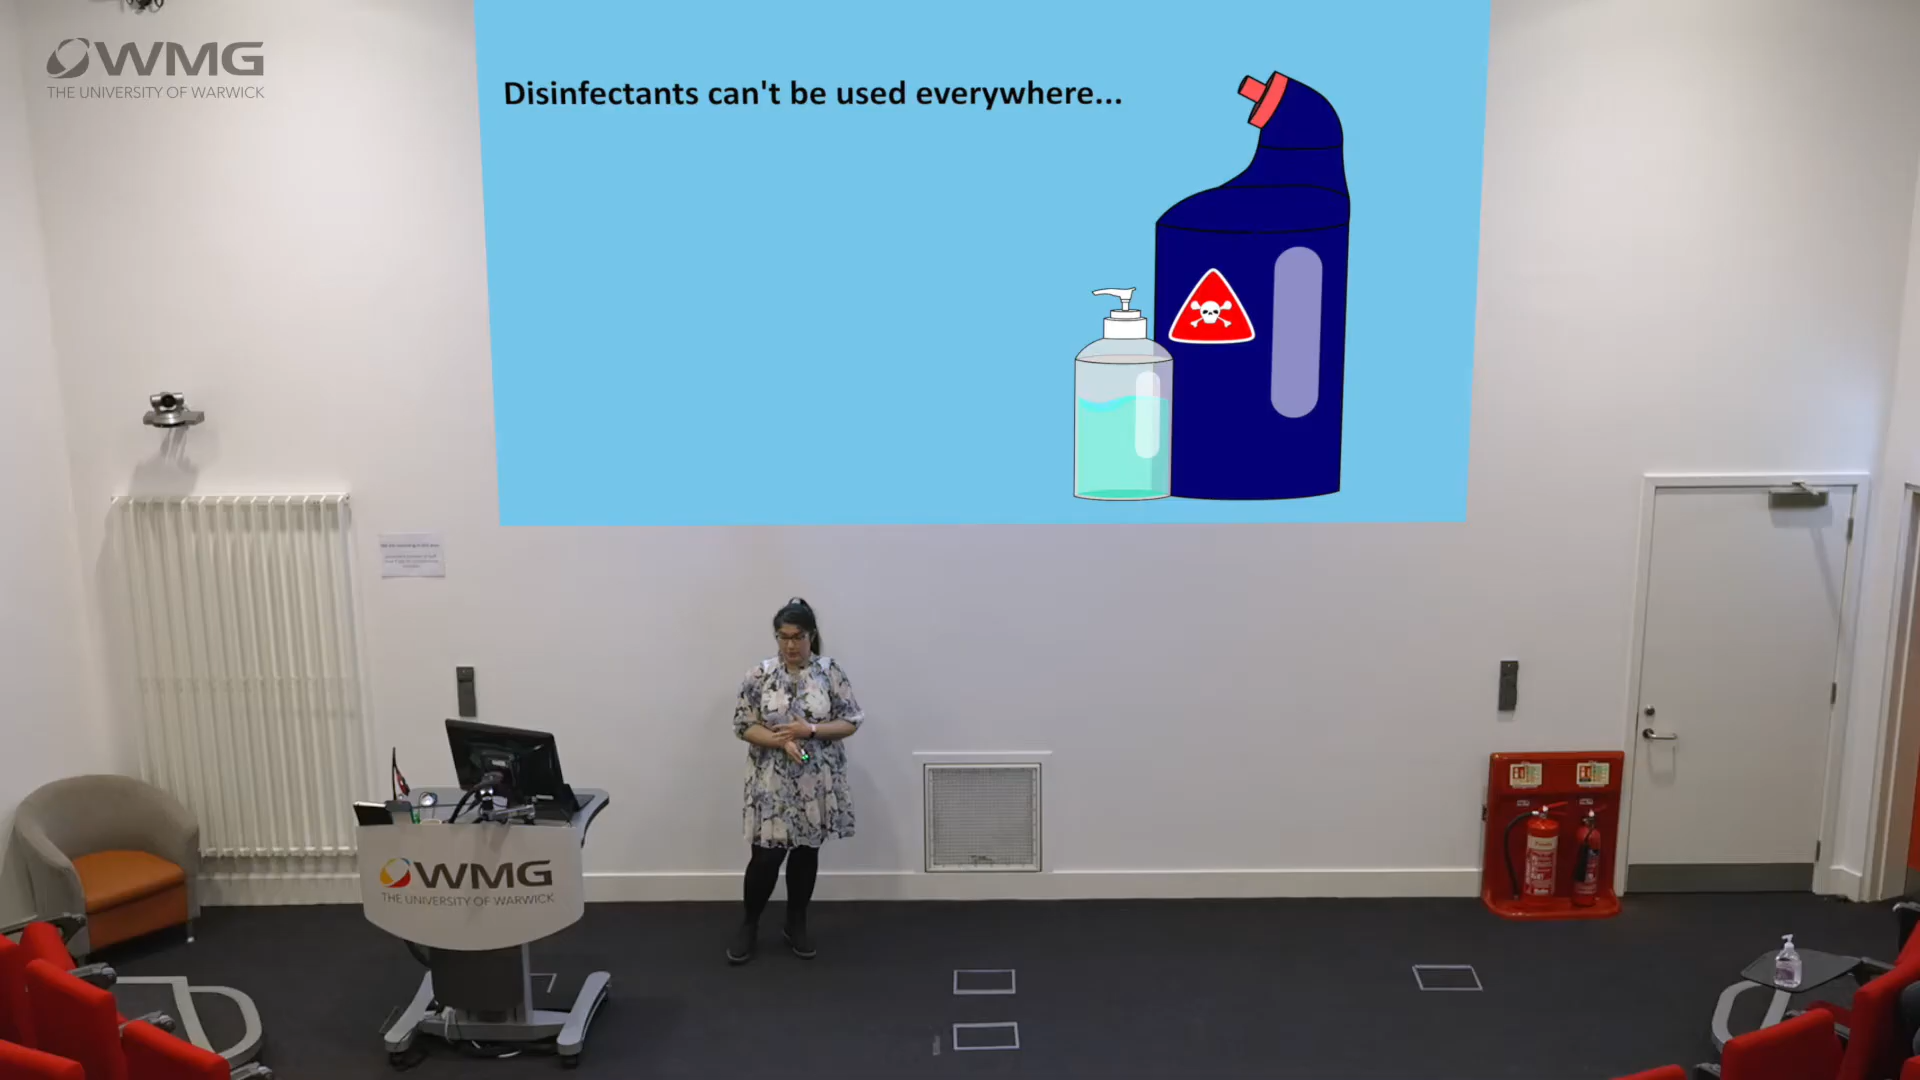 WMG
THE UNIVERSITY OF WARWICK
Disinfectants can't be used everywhere...
WMG
THE UNIVERSITY OF WARWICK